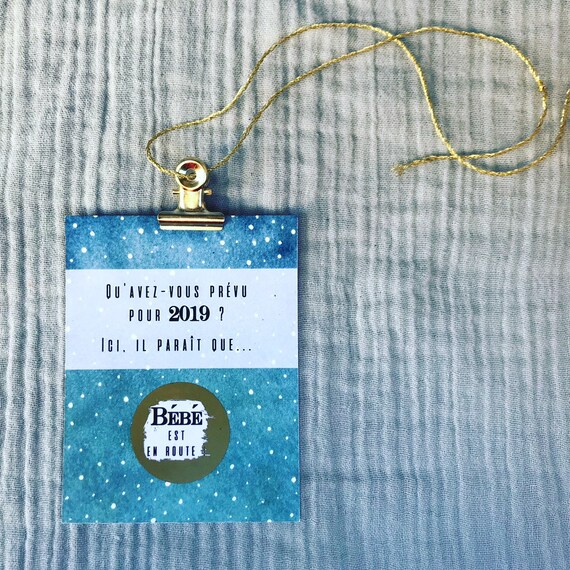 Qu'avez-vous prévu
pour 2019 ?
Ici, il paraît que...
Bébé
est
en route !